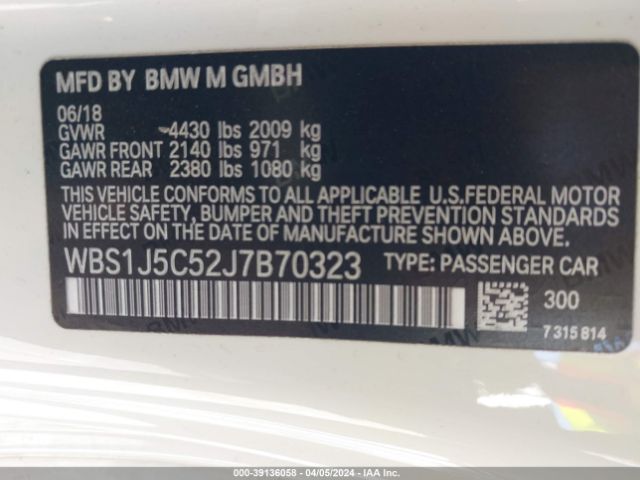 MFD BY BMW M GMBH
06/18
GVWR 4430 lbs 2009 kg
GAWR FRONT 2140 lbs 971 kg
GAWR REAR 2380 lbs 1080 kg
THIS VEHICLE CONFORMS TO ALL APPLICABLE U.S.FEDERAL MOTOR
VEHICLE SAFETY, BUMPER AND THEFT PREVENTION STANDARDS
IN EFFECT ON THE DATE OF MANUFACTURE SHOWN ABOVE.
WBS1J5C52J7B70323 TYPE: PASSENGER CAR
300
7 315 814
000-39136058 - 04/05/2024 - IAA Inc.